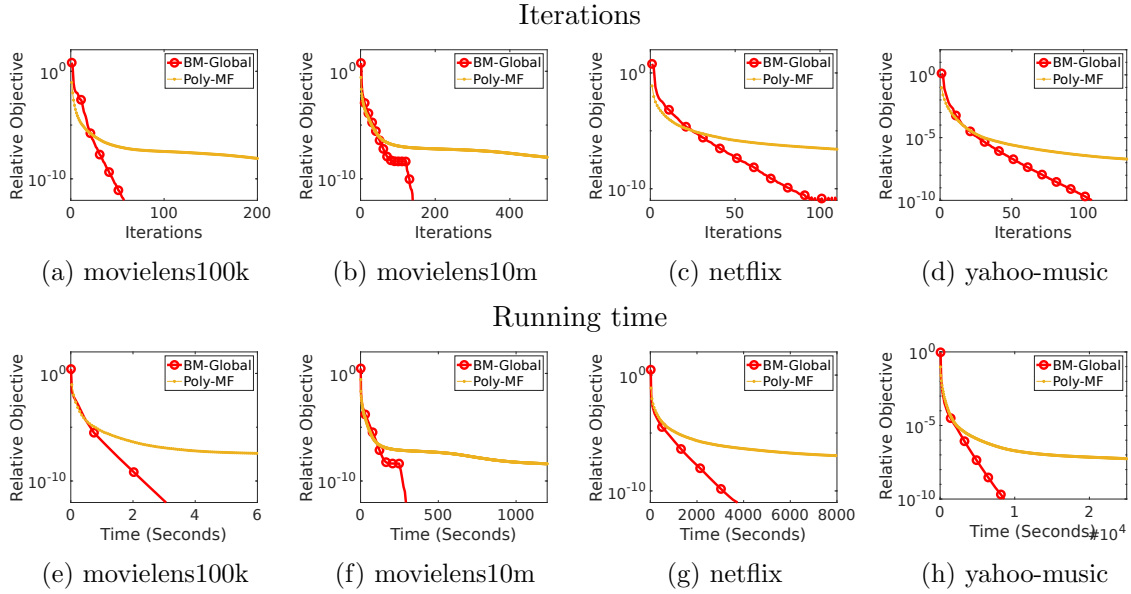 Iterations
BM-Global
Poly-MF
Relative Objective
10^0
10^-10
0 100 200
Iterations
(a) movielens100k
BM-Global
Poly-MF
Relative Objective
10^0
10^-10
0 200 400
Iterations
(b) movielens10m
BM-Global
Poly-MF
Relative Objective
10^0
10^-10
0 50 100
Iterations
(c) netflix
BM-Global
Poly-MF
Relative Objective
10^0
10^-5
10^-10
0 50 100
Iterations
(d) yahoo-music
Running time
BM-Global
Poly-MF
Relative Objective
10^0
10^-10
0 2 4 6
Time (Seconds)
(e) movielens100k
BM-Global
Poly-MF
Relative Objective
10^0
10^-10
0 500 1000
Time (Seconds)
(f) movielens10m
BM-Global
Poly-MF
Relative Objective
10^0
10^-10
0 2000 4000 6000 8000
Time (Seconds)
(g) netflix
BM-Global
Poly-MF
Relative Objective
10^0
10^-5
10^-10
0 1 2
Time (Seconds) #10^4
(h) yahoo-music